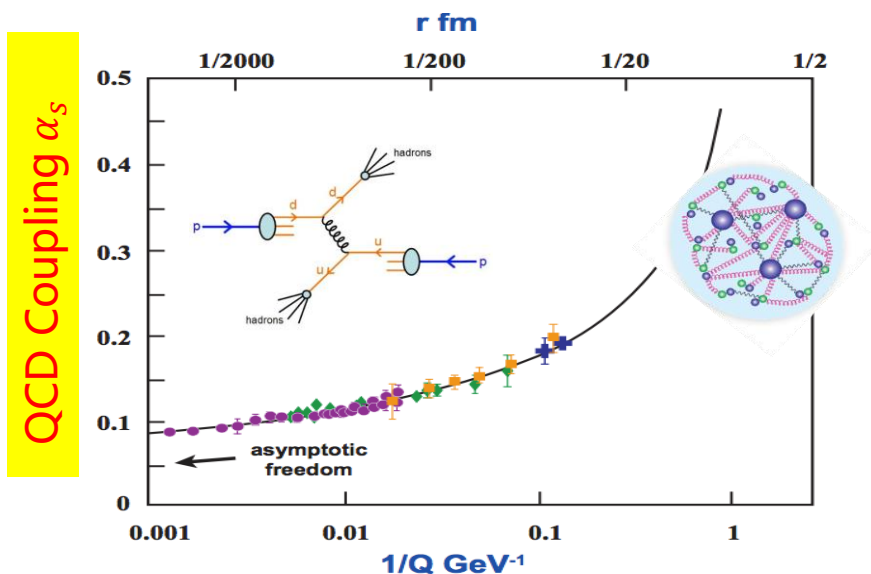 r fm
1/2000 1/200 1/20 1/2
QCD Coupling αₛ
0.5
0.4
0.3
0.2
0.1
0
hadrons
d
d
p
u
u
p
hadrons
asymptotic
freedom
0.001 0.01 0.1 1
1/Q GeV⁻¹